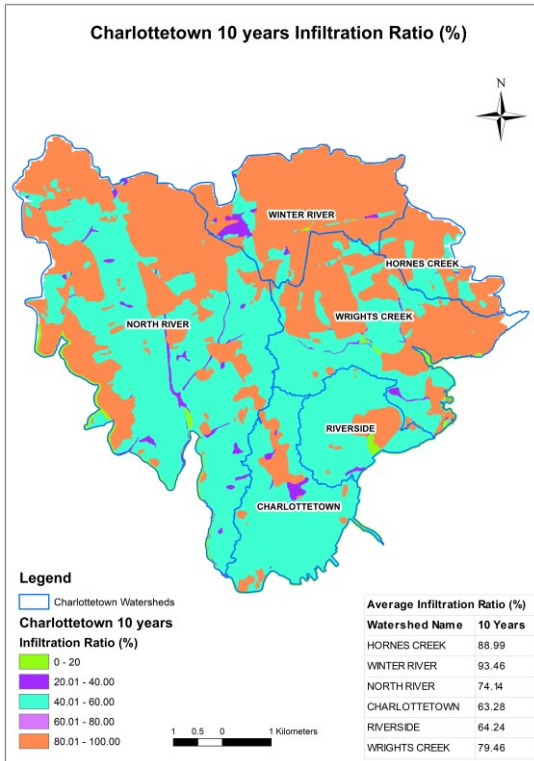 Charlottetown 10 years Infiltration Ratio (%)
N
WINTER RIVER
HORNES CREEK
NORTH RIVER
WRIGHTS CREEK
RIVERSIDE
CHARLOTTETOWN
Legend
Charlottetown Watersheds
Charlottetown 10 years
Infiltration Ratio (%)
0 - 20
20.01 - 40.00
40.01 - 60.00
60.01 - 80.00
80.01 - 100.00
1 0.5 0 1 Kilometers
Average Infiltration Ratio (%)
Watershed Name 10 Years
HORNES CREEK 88.99
WINTER RIVER 93.46
NORTH RIVER 74.14
CHARLOTTETOWN 63.28
RIVERSIDE 64.24
WRIGHTS CREEK 79.46